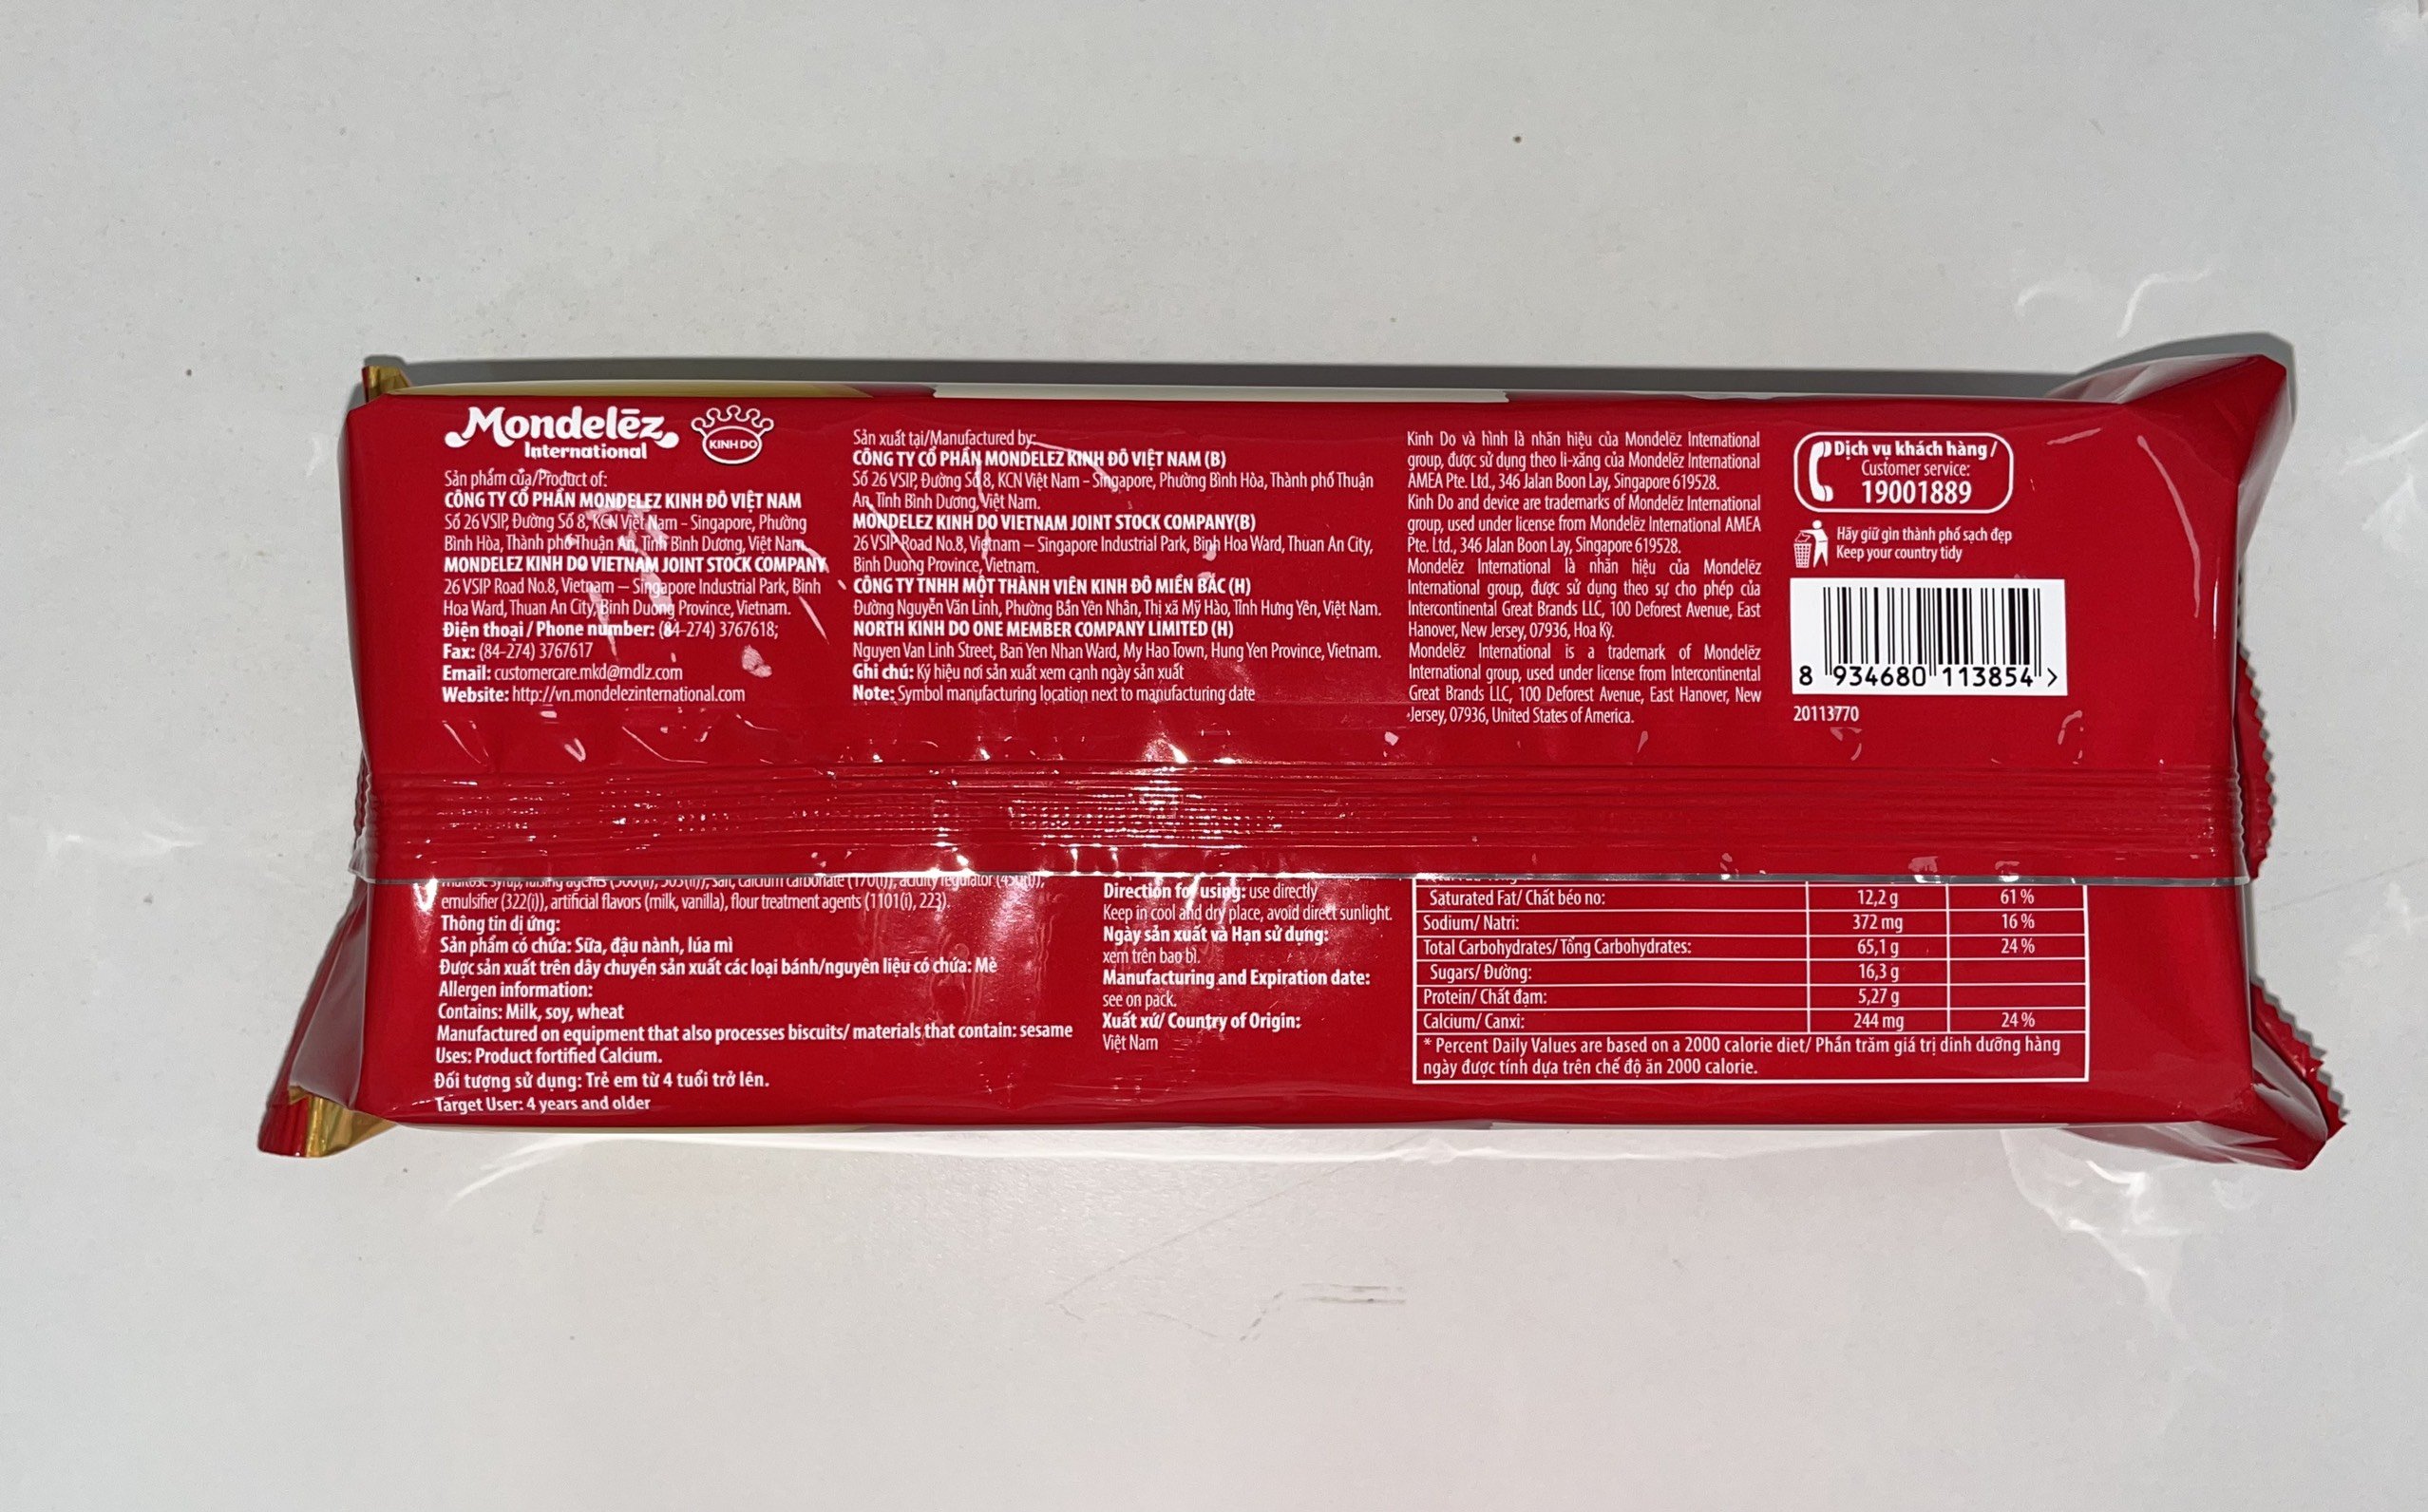 Mondelēz
International
KINH DO
Sản phẩm của/Product of:
CÔNG TY CỔ PHẦN MONDELEZ KINH ĐÔ VIỆT NAM
Số 26 VSIP, Đường Số 8, KCN Việt Nam – Singapore, Phường
Bình Hòa, Thành phố Thuận An, Tỉnh Bình Dương, Việt Nam.
MONDELEZ KINH DO VIETNAM JOINT STOCK COMPANY
26 VSIP Road No.8, Vietnam – Singapore Industrial Park, Binh
Hoa Ward, Thuan An City, Binh Duong Province, Vietnam.
Điện thoại / Phone number: (84-274) 3767618;
Fax: (84-274) 3767617
Email: customercare.mkd@mdlz.com
Website: http://vn.mondelezinternational.com
Sản xuất tại/Manufactured by:
CÔNG TY CỔ PHẦN MONDELEZ KINH ĐÔ VIỆT NAM (B)
Số 26 VSIP, Đường Số 8, KCN Việt Nam – Singapore, Phường Bình Hòa, Thành phố Thuận
An, Tỉnh Bình Dương, Việt Nam.
MONDELEZ KINH DO VIETNAM JOINT STOCK COMPANY(B)
26 VSIP Road No.8, Vietnam – Singapore Industrial Park, Binh Hoa Ward, Thuan An City,
Binh Duong Province, Vietnam.
CÔNG TY TNHH MỘT THÀNH VIÊN KINH ĐÔ MIỀN BẮC (H)
Đường Nguyễn Văn Linh, Phường Bần Yên Nhân, Thị xã Mỹ Hào, Tỉnh Hưng Yên, Việt Nam.
NORTH KINH DO ONE MEMBER COMPANY LIMITED (H)
Nguyen Van Linh Street, Ban Yen Nhan Ward, My Hao Town, Hung Yen Province, Vietnam.
Ghi chú: Ký hiệu nơi sản xuất xem cạnh ngày sản xuất
Note: Symbol manufacturing location next to manufacturing date
Kinh Do và hình là nhãn hiệu của Mondelēz International
group, được sử dụng theo li-xăng của Mondelēz International
AMEA Pte. Ltd., 346 Jalan Boon Lay, Singapore 619528.
Kinh Do and device are trademarks of Mondelēz International
group, used under license from Mondelēz International AMEA
Pte. Ltd., 346 Jalan Boon Lay, Singapore 619528.
Mondelēz International là nhãn hiệu của Mondelēz
International group, được sử dụng theo sự cho phép của
Intercontinental Great Brands LLC, 100 Deforest Avenue, East
Hanover, New Jersey, 07936, Hoa Kỳ.
Mondelēz International is a trademark of Mondelēz
International group, used under license from Intercontinental
Great Brands LLC, 100 Deforest Avenue, East Hanover, New
Jersey, 07936, United States of America.
Dịch vụ khách hàng /
Customer service:
19001889
Hãy giữ gìn thành phố sạch đẹp
Keep your country tidy
8 934680 113854 >
20113770
emulsifier (322(i)), artificial flavors (milk, vanilla), flour treatment agents (1101(i), 223).
Thông tin dị ứng:
Sản phẩm có chứa: Sữa, đậu nành, lúa mì
Được sản xuất trên dây chuyền sản xuất các loại bánh/nguyên liệu có chứa: Mè
Allergen information:
Contains: Milk, soy, wheat
Manufactured on equipment that also processes biscuits/ materials that contain: sesame
Uses: Product fortified Calcium.
Đối tượng sử dụng: Trẻ em từ 4 tuổi trở lên.
Target User: 4 years and older
Direction for using: use directly
Keep in cool and dry place, avoid direct sunlight.
Ngày sản xuất và Hạn sử dụng:
xem trên bao bì.
Manufacturing and Expiration date:
see on pack.
Xuất xứ/ Country of Origin:
Việt Nam
Saturated Fat/ Chất béo no: 12,2 g 61 %
Sodium/ Natri: 372 mg 16 %
Total Carbohydrates/ Tổng Carbohydrates: 65,1 g 24 %
Sugars/ Đường: 16,3 g
Protein/ Chất đạm: 5,27 g
Calcium/ Canxi: 244 mg 24 %
* Percent Daily Values are based on a 2000 calorie diet/ Phần trăm giá trị dinh dưỡng hàng
ngày được tính dựa trên chế độ ăn 2000 calorie.